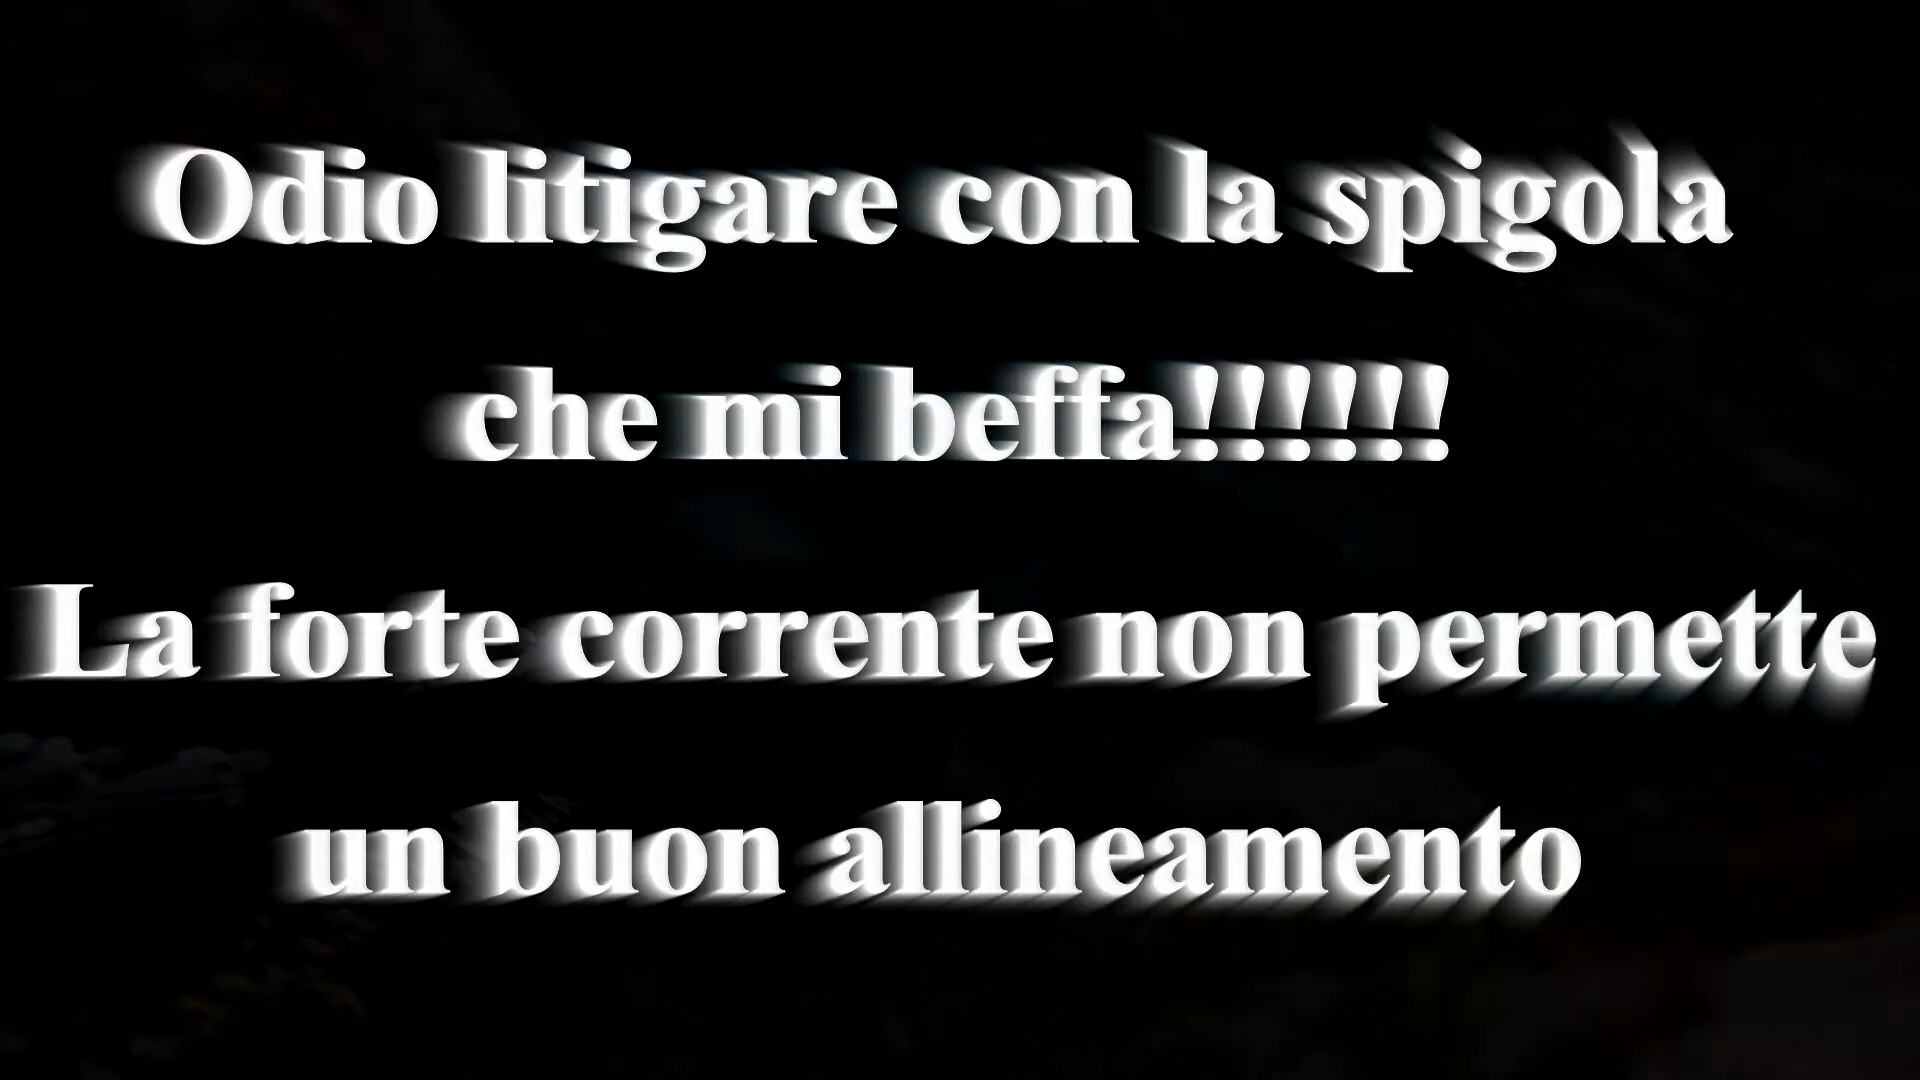 Odio litigare con la spigola
che mi beffa!!!!!!
La forte corrente non permette
un buon allineamento